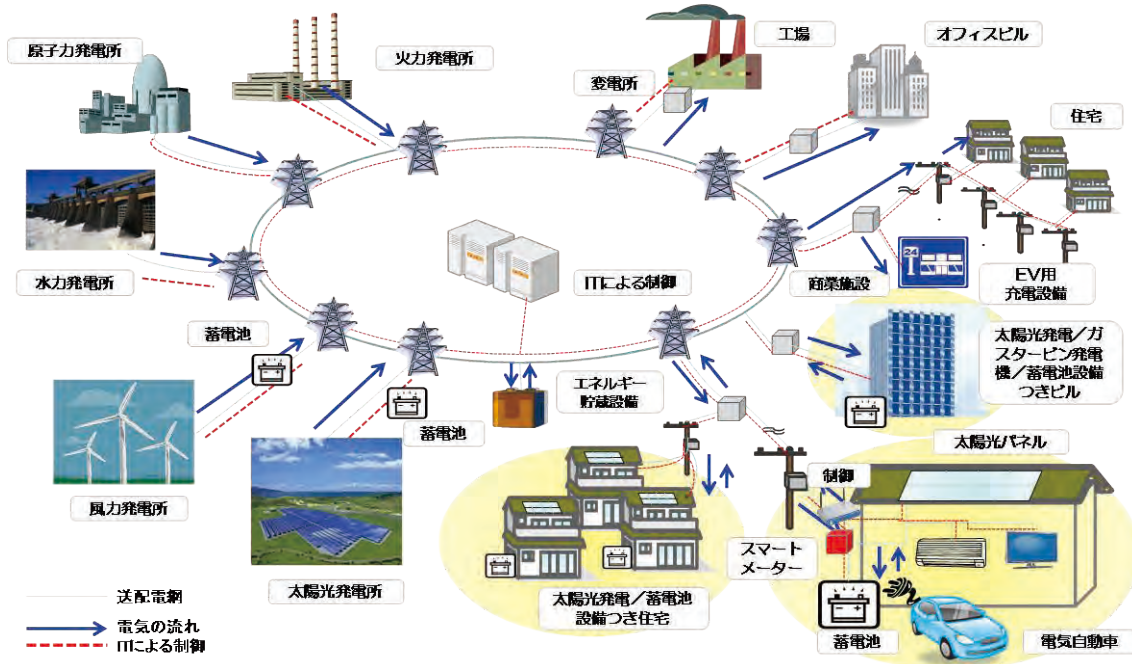 原子力発電所
火力発電所
工場
オフィスビル
変電所
住宅
水力発電所
ITによる制御
24
商業施設
EV用
充電設備
蓄電池
太陽光発電/ガ
スタービン発電
機/蓄電池設備
つきビル
エネルギー
貯蔵設備
蓄電池
太陽光パネル
風力発電所
制御
スマート
メーター
太陽光発電所
太陽光発電/蓄電池
設備つき住宅
蓄電池
電気自動車
送配電網
電気の流れ
ITによる制御